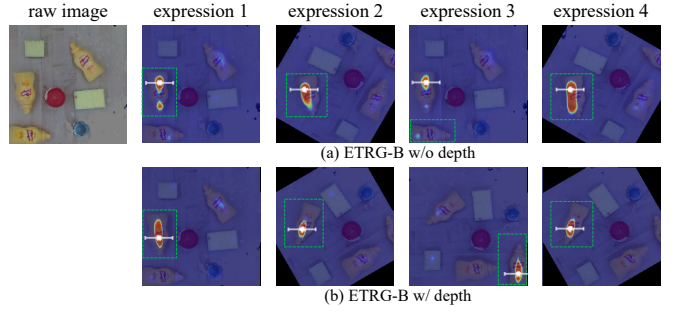 raw image expression 1 expression 2 expression 3 expression 4
(a) ETRG-B w/o depth
(b) ETRG-B w/ depth